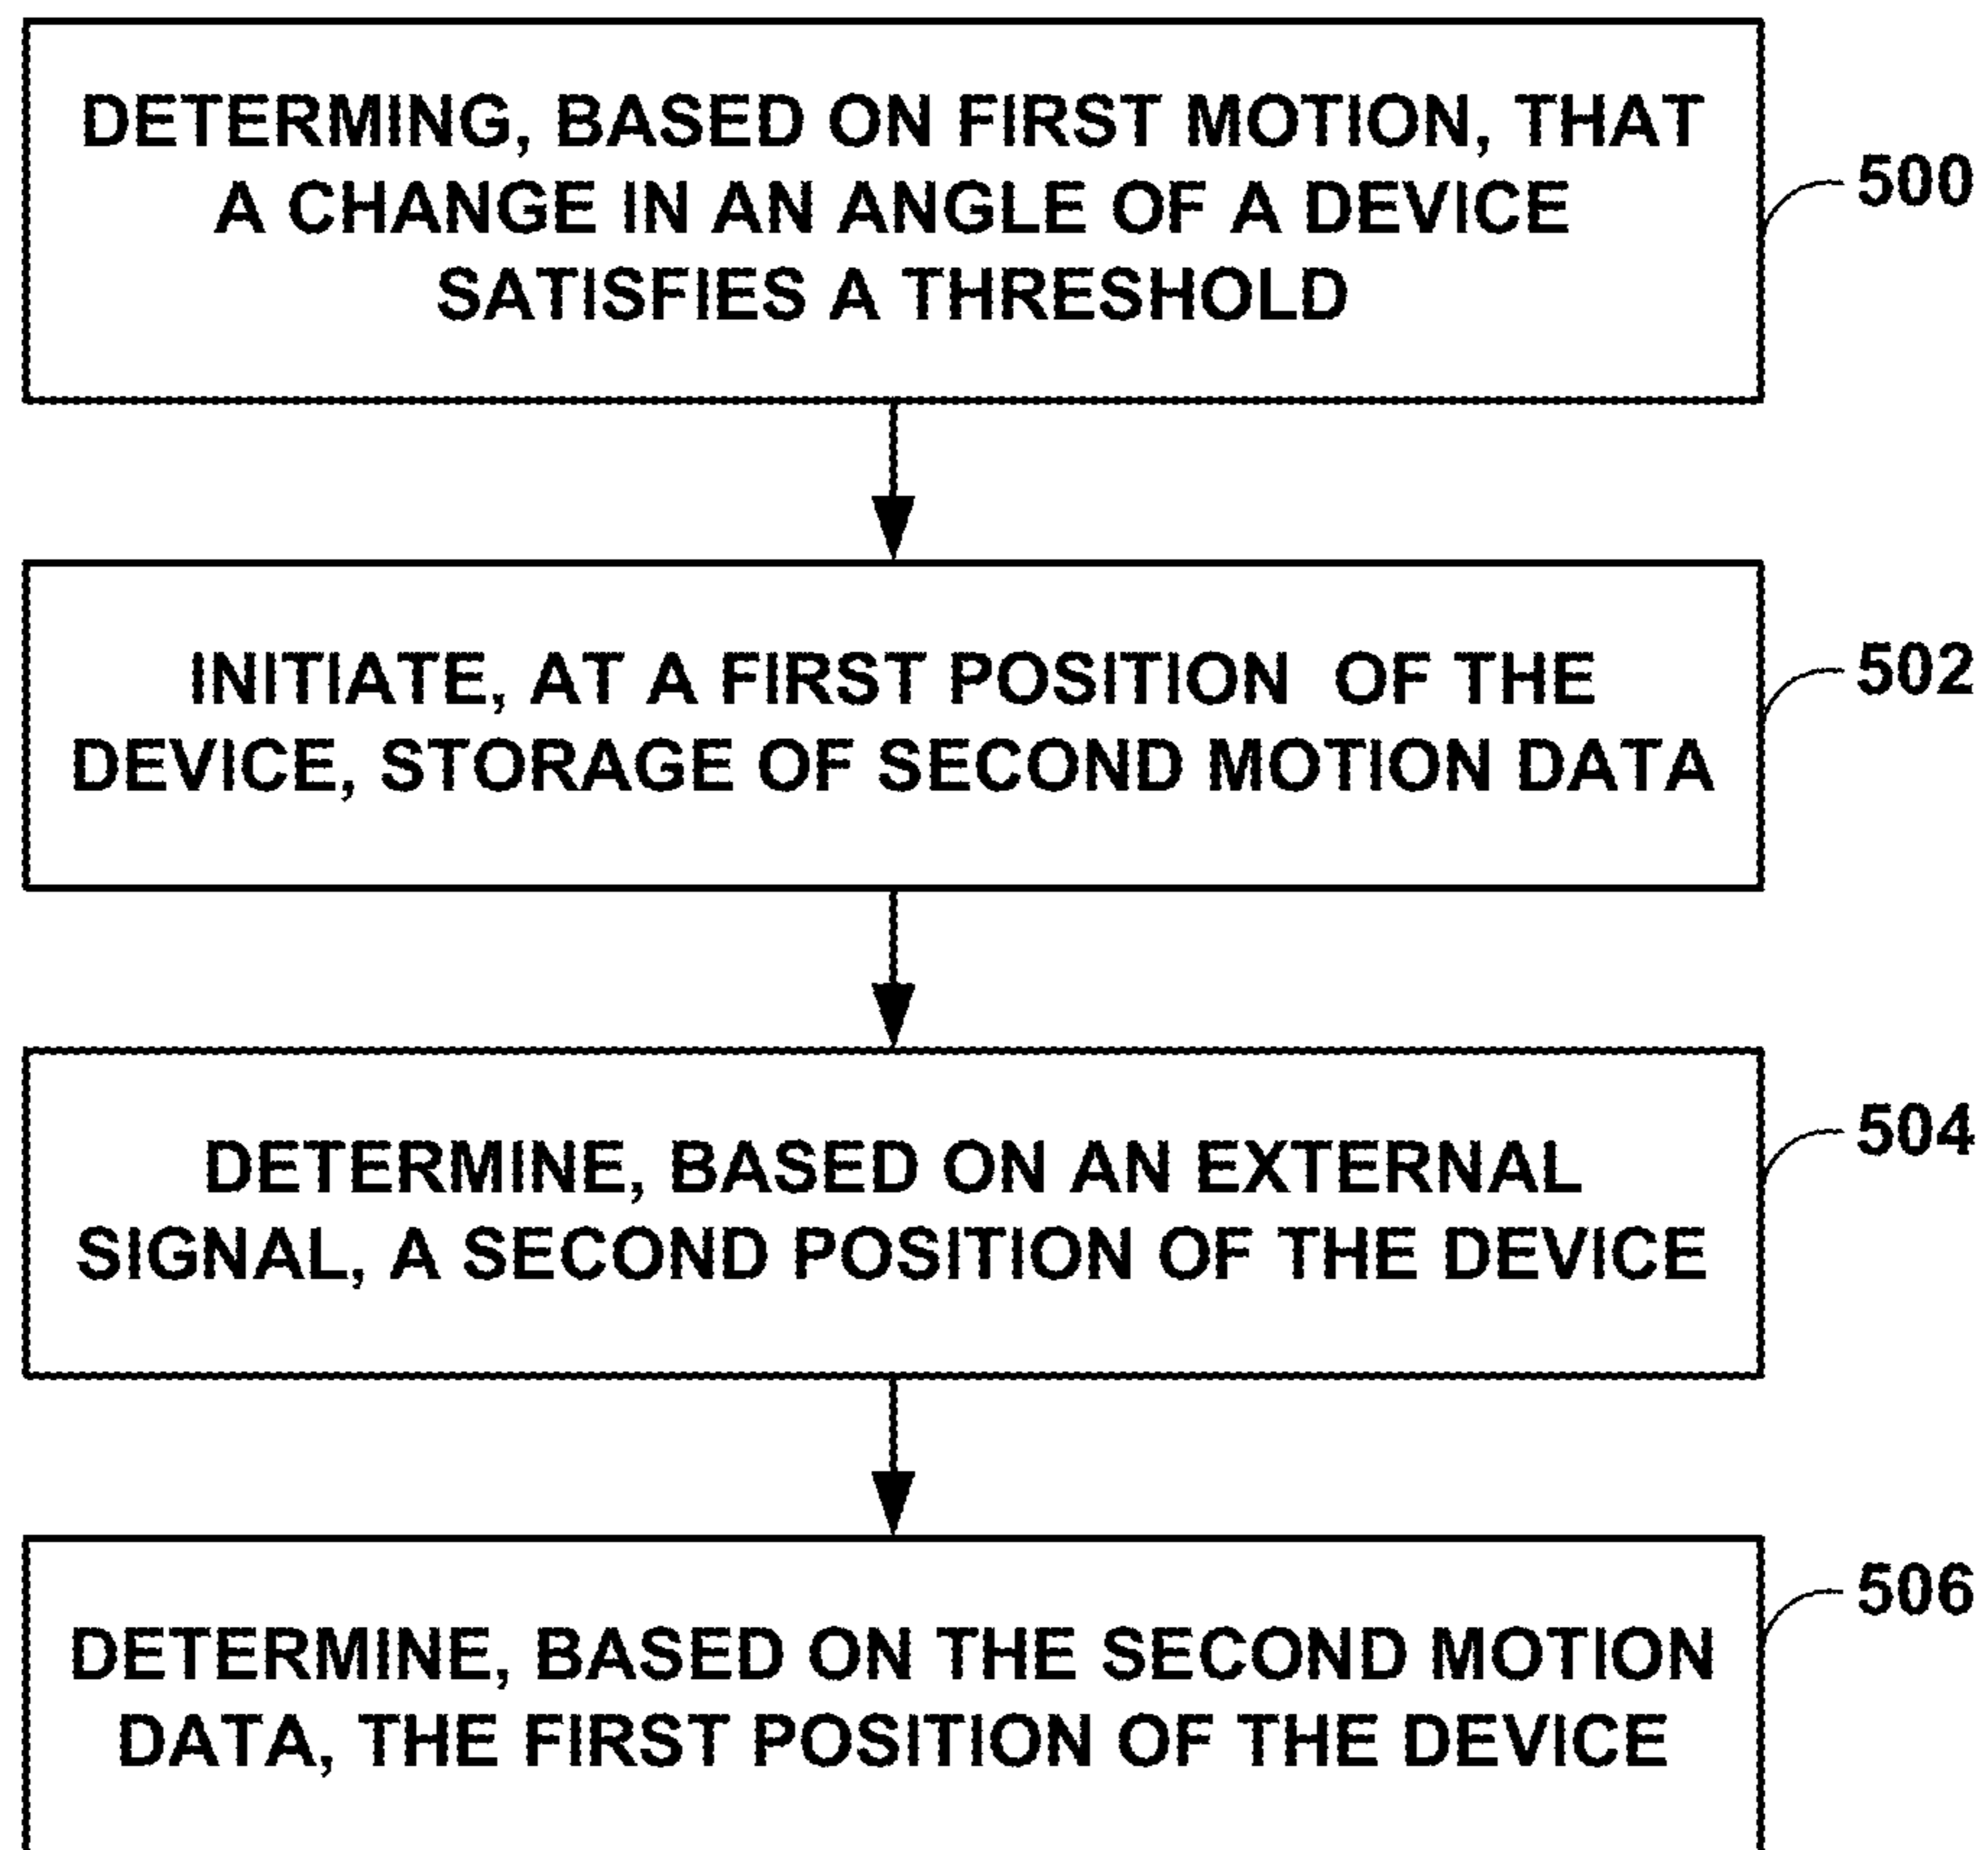 DETERMING, BASED ON FIRST MOTION, THAT
A CHANGE IN AN ANGLE OF A DEVICE
SATISFIES A THRESHOLD
500
INITIATE, AT A FIRST POSITION OF THE
DEVICE, STORAGE OF SECOND MOTION DATA
502
DETERMINE, BASED ON AN EXTERNAL
SIGNAL, A SECOND POSITION OF THE DEVICE
504
DETERMINE, BASED ON THE SECOND MOTION
DATA, THE FIRST POSITION OF THE DEVICE
506